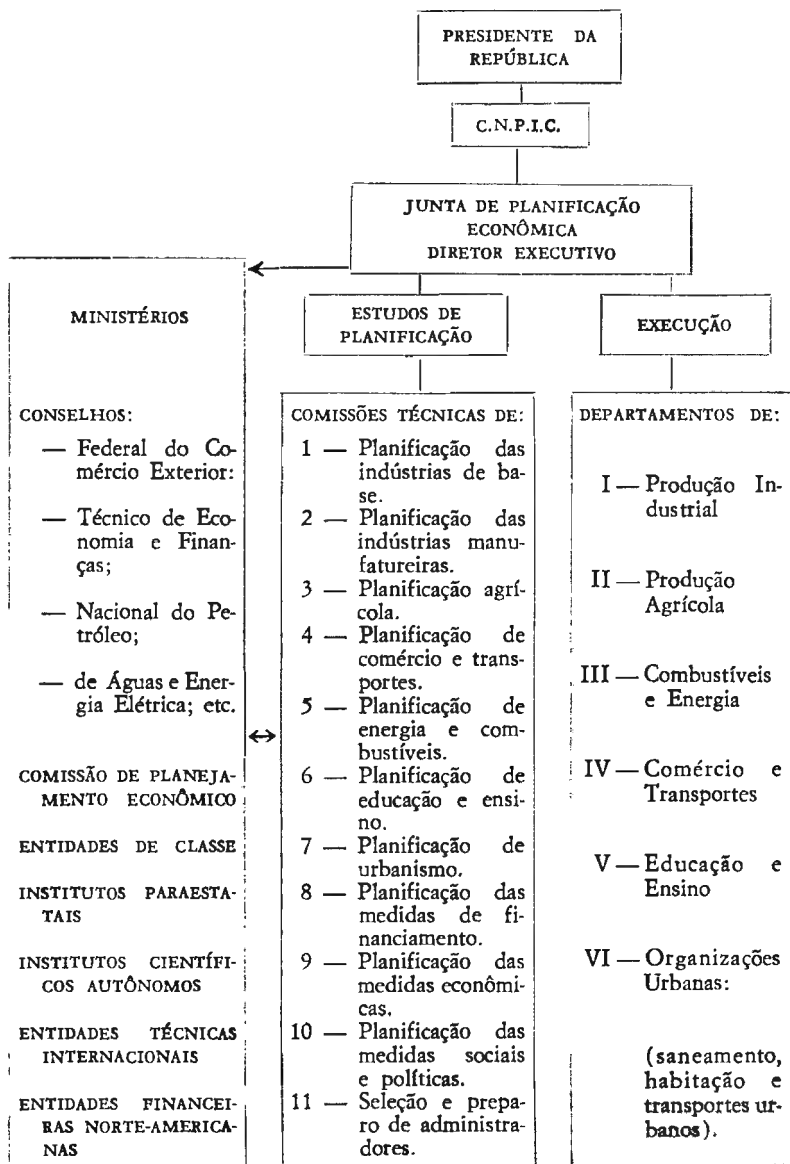 PRESIDENTE DA
REPÚBLICA
C.N.P.I.C.
JUNTA DE PLANIFICAÇÃO
ECONÔMICA
DIRETOR EXECUTIVO
MINISTÉRIOS
CONSELHOS:
— Federal do Co-
mércio Exterior:
— Técnico de Eco-
nomia e Finan-
ças;
— Nacional do Pe-
tróleo;
— de Águas e Ener-
gia Elétrica; etc.
COMISSÃO DE PLANEJA-
MENTO ECONÔMICO
ENTIDADES DE CLASSE
INSTITUTOS PARAESTA-
TAIS
INSTITUTOS CIENTÍFI-
COS AUTÔNOMOS
ENTIDADES TÉCNICAS
INTERNACIONAIS
ENTIDADES FINANCEI-
RAS NORTE-AMERICA-
NAS
ESTUDOS DE
PLANIFICAÇÃO
COMISSÕES TÉCNICAS DE:
1 — Planificação das
indústrias de ba-
se.
2 — Planificação das
indústrias manu-
fatureiras.
3 — Planificação agrí-
cola.
4 — Planificação de
comércio e trans-
portes.
5 — Planificação de
energia e com-
bustíveis.
6 — Planificação de
educação e ensi-
no.
7 — Planificação de
urbanismo.
8 — Planificação das
medidas de fi-
nanciamento.
9 — Planificação das
medidas econômi-
cas.
10 — Planificação das
medidas sociais
e políticas.
11 — Seleção e prepa-
ro de administra-
dores.
EXECUÇÃO
DEPARTAMENTOS DE:
I — Produção In-
dustrial
II — Produção
Agrícola
III — Combustíveis
e Energia
IV — Comércio e
Transportes
V — Educação e
Ensino
VI — Organizações
Urbanas:
(saneamento,
habitação e
transportes ur-
banos).